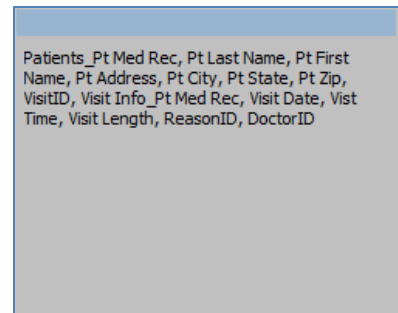 Patients_Pt Med Rec, Pt Last Name, Pt First
Name, Pt Address, Pt City, Pt State, Pt Zip,
VisitID, Visit Info_Pt Med Rec, Visit Date, Vist
Time, Visit Length, ReasonID, DoctorID